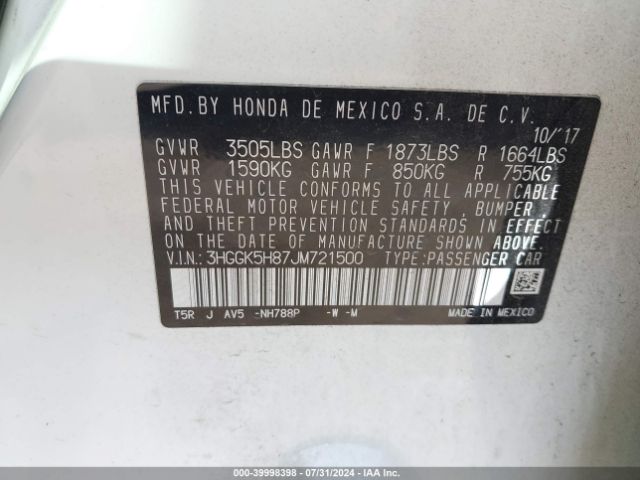 MFD.BY HONDA DE MEXICO S.A. DE C.V.
10/'17
GVWR 3505LBS GAWR F 1873LBS R 1664LBS
GVWR 1590KG GAWR F 850KG R 755KG
THIS VEHICLE CONFORMS TO ALL APPLICABLE
FEDERAL MOTOR VEHICLE SAFETY, BUMPER,
AND THEFT PREVENTION STANDARDS IN EFFECT
ON THE DATE OF MANUFACTURE SHOWN ABOVE.
V.I.N.: 3HGGK5H87JM721500 TYPE:PASSENGER CAR
T5R J AV5 -NH788P -W -M MADE IN MEXICO
CopartStock# - 39998398 | 07/31/2024 | IAA Inc.